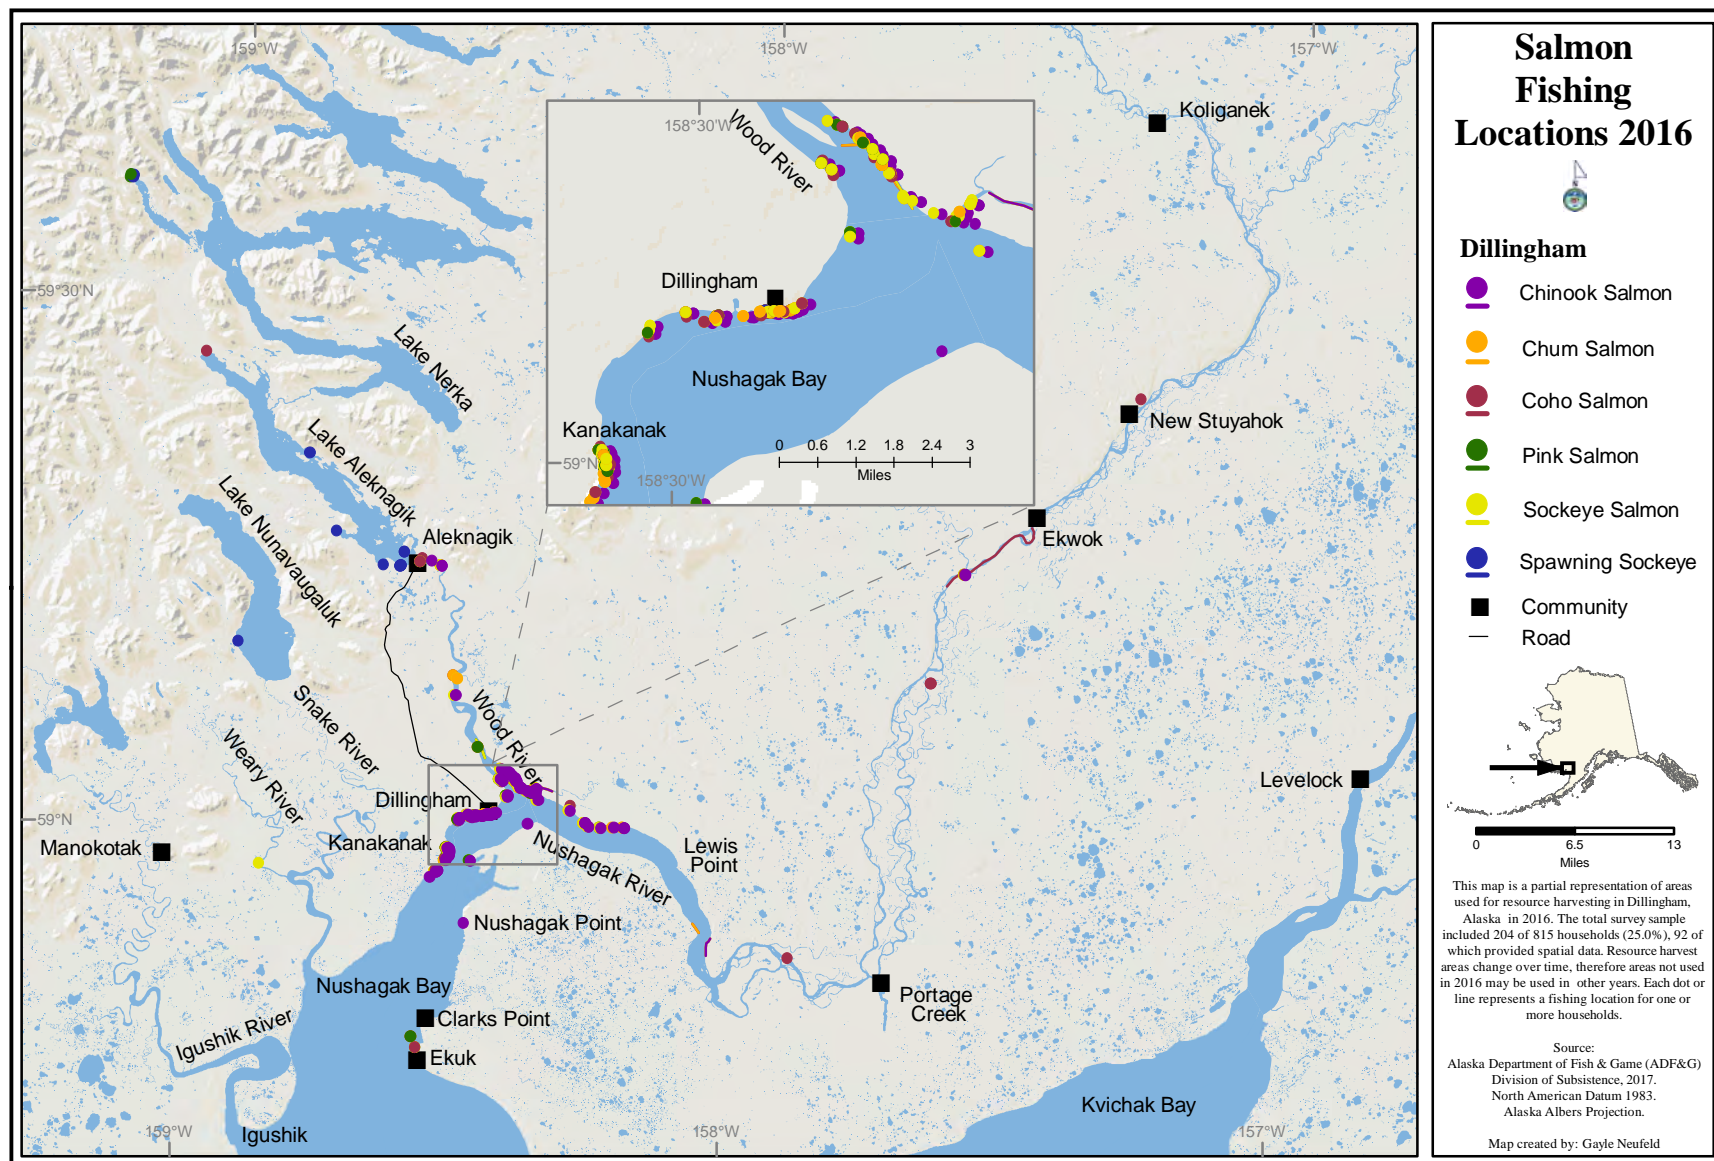 159°W
158°W
157°W
Koliganek
158°30'W
Wood River
59°30'N
Dillingham
Lake Nerka
Nushagak Bay
New Stuyahok
Kanakanak
0 0.6 1.2 1.8 2.4 3
Miles
59°N
158°30'W
Lake Aleknagik
Lake Nunavaugaluk
Aleknagik
Ekwok
Snake River
Weary River
Wood River
Levelock
Dillingham
59°N
Kanakanak
Manokotak
Lewis
Point
Nushagak River
Nushagak Point
Nushagak Bay
Portage
Creek
Clarks Point
Igushik River
Ekuk
Kvichak Bay
Igushik
159°W
158°W
157°W
Salmon
Fishing
Locations 2016
Dillingham
Chinook Salmon
Chum Salmon
Coho Salmon
Pink Salmon
Sockeye Salmon
Spawning Sockeye
Community
Road
0 6.5 13
Miles
This map is a partial representation of areas
used for resource harvesting in Dillingham,
Alaska in 2016. The total survey sample
included 204 of 815 households (25.0%), 92 of
which provided spatial data. Resource harvest
areas change over time, therefore areas not used
in 2016 may be used in other years. Each dot or
line represents a fishing location for one or
more households.
Source:
Alaska Department of Fish & Game (ADF&G)
Division of Subsistence, 2017.
North American Datum 1983.
Alaska Albers Projection.
Map created by: Gayle Neufeld